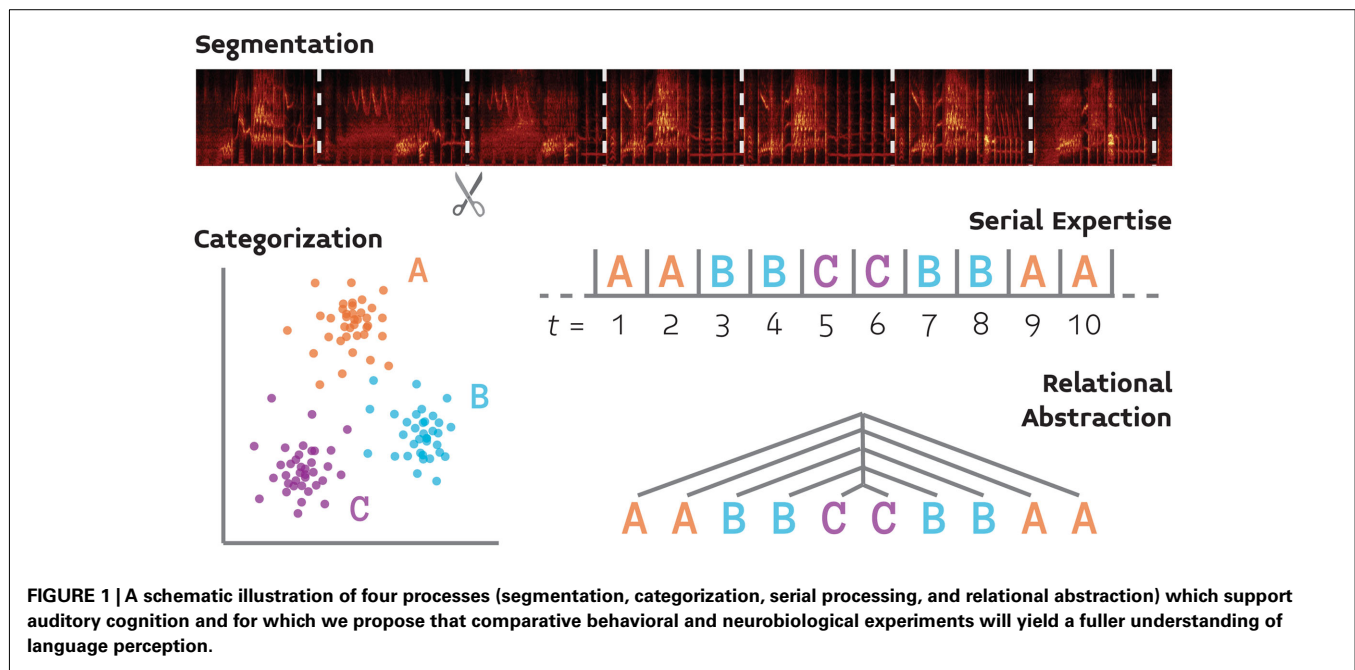 Segmentation
Categorization
A
B
C
Serial Expertise
A A B B C C B B A A
t = 1 2 3 4 5 6 7 8 9 10
Relational
Abstraction
A A B B C C B B A A
FIGURE 1 | A schematic illustration of four processes (segmentation, categorization, serial processing, and relational abstraction) which support
auditory cognition and for which we propose that comparative behavioral and neurobiological experiments will yield a fuller understanding of
language perception.